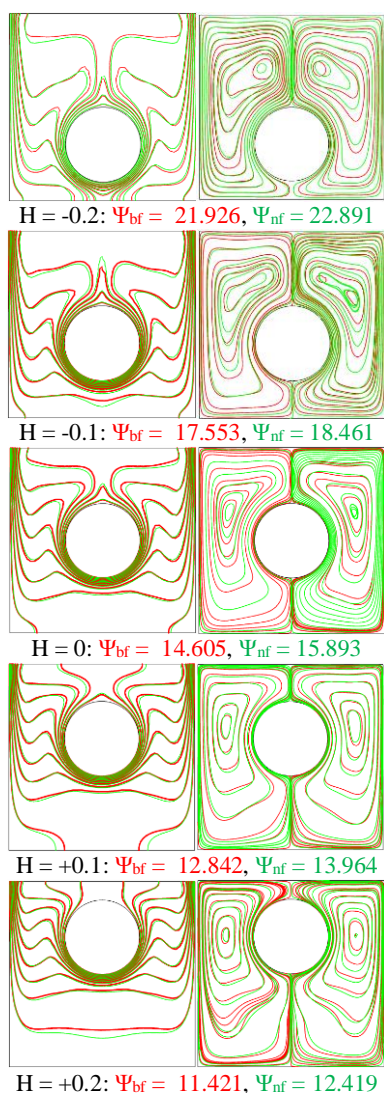 H = -0.2: Ψbf = 21.926, Ψnf = 22.891
H = -0.1: Ψbf = 17.553, Ψnf = 18.461
H = 0: Ψbf = 14.605, Ψnf = 15.893
H = +0.1: Ψbf = 12.842, Ψnf = 13.964
H = +0.2: Ψbf = 11.421, Ψnf = 12.419